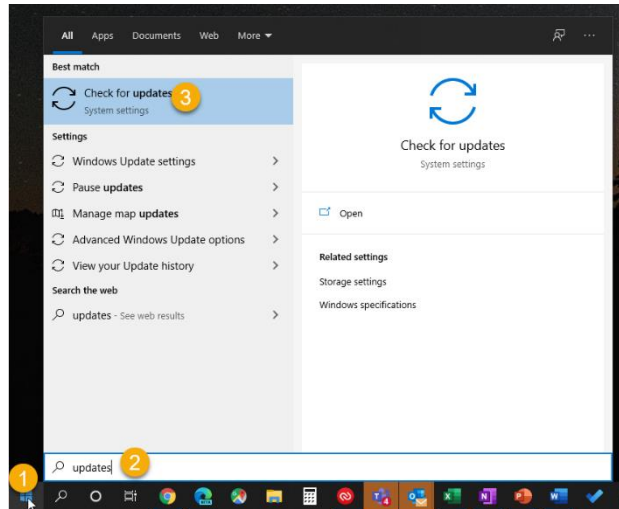 All Apps Documents Web More
Best match
Check for updates
3
System settings
Settings
Windows Update settings
Pause updates
Manage map updates
Advanced Windows Update options
View your Update history
Search the web
updates - See web results
Check for updates
System settings
Open
Related settings
Storage settings
Windows specifications
updates
2
1